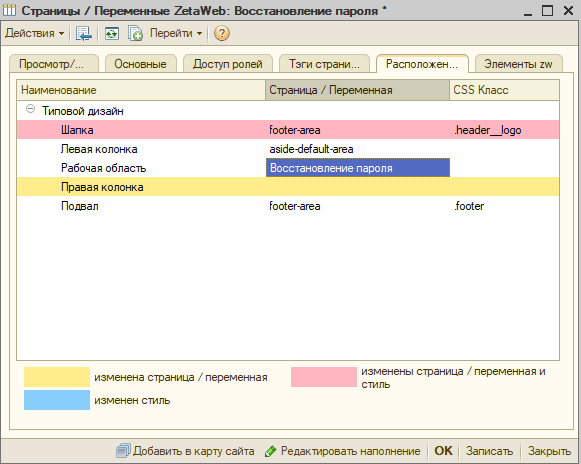 Страницы / Переменные ZetaWeb: Восстановление пароля *
Действия Перейти ?
Просмотр/... Основные Доступ ролей Тэги страни... Расположен... Элементы zw
Наименование Страница / Переменная CSS Класс
Типовой дизайн
Шапка footer-area .header__logo
Левая колонка aside-default-area
Рабочая область Восстановление пароля
Правая колонка
Подвал footer-area .footer
изменена страница / переменная
изменены страница / переменная и
стиль
изменен стиль
Добавить в карту сайта Редактировать наполнение OK Записать Закрыть